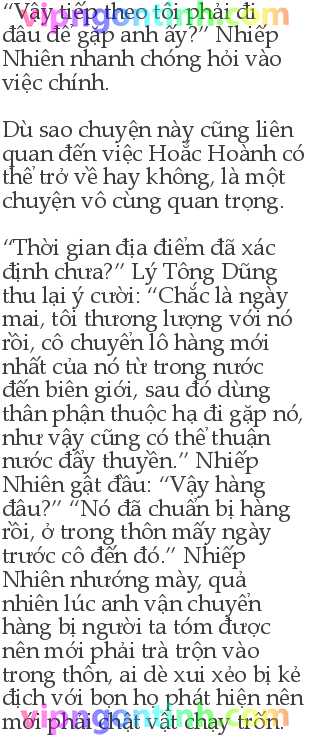 “Vậy tiếp theo tôi phải đi
đâu để gặp anh ấy?” Nhiếp
Nhiên nhanh chóng hỏi vào
việc chính.
Dù sao chuyện này cũng liên
quan đến việc Hoắc Hoành có
thể trở về hay không, là một
chuyện vô cùng quan trọng.
“Thời gian địa điểm đã xác
định chưa?” Lý Tông Dũng
thu lại ý cười: “Chắc là ngày
mai, tôi thương lượng với nó
rồi, cô chuyển lô hàng mới
nhất của nó từ trong nước
đến biên giới, sau đó dùng
thân phận thuộc hạ đi gặp nó,
như vậy cũng có thể thuận
nước đẩy thuyền.” Nhiếp
Nhiên gật đầu: “Vậy hàng
đâu?” “Nó đã chuẩn bị hàng
rồi, ở trong thôn mấy ngày
trước cô đến đó.” Nhiếp
Nhiên nhướng mày, quả
nhiên lúc anh vận chuyển
hàng bị người ta tóm được
nên mới phải trà trộn vào
trong thôn, ai dè xui xẻo bị kẻ
địch với bọn họ phát hiện nên
mới phải chật vật chạy trốn.
vipngontinh.com
vipngontinh.com